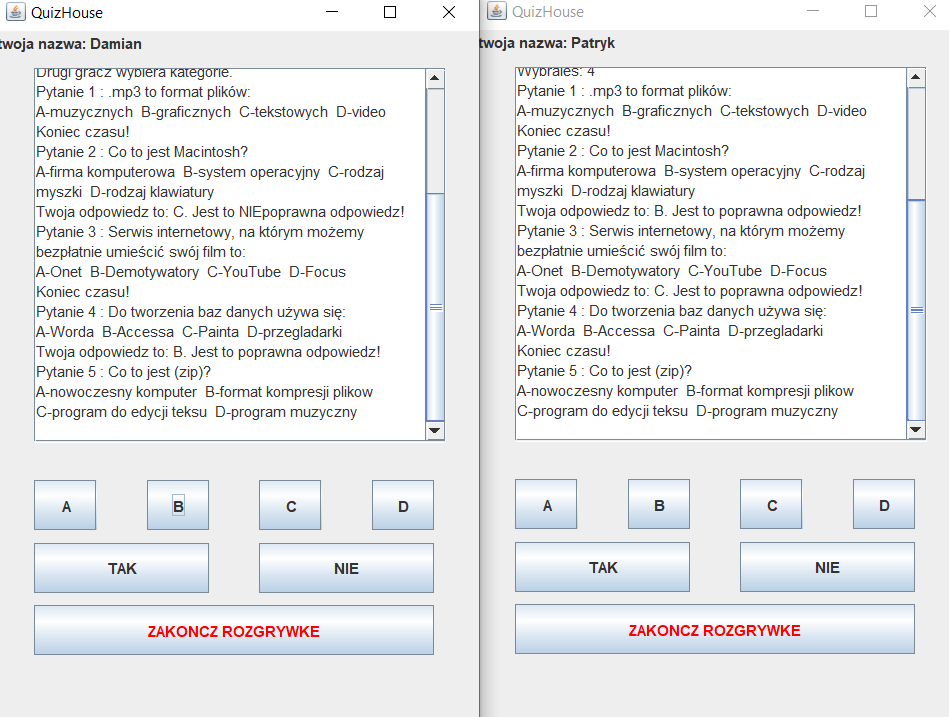 QuizHouse
twoja nazwa: Damian
Drugi gracz wybiera kategorie.
Pytanie 1 : .mp3 to format plików:
A-muzycznych B-graficznych C-tekstowych D-video
Koniec czasu!
Pytanie 2 : Co to jest Macintosh?
A-firma komputerowa B-system operacyjny C-rodzaj
myszki D-rodzaj klawiatury
Twoja odpowiedz to: C. Jest to NIEpoprawna odpowiedz!
Pytanie 3 : Serwis internetowy, na którym możemy
bezpłatnie umieścić swój film to:
A-Onet B-Demotywatory C-YouTube D-Focus
Koniec czasu!
Pytanie 4 : Do tworzenia baz danych używa się:
A-Worda B-Accessa C-Painta D-przegladarki
Twoja odpowiedz to: B. Jest to poprawna odpowiedz!
Pytanie 5 : Co to jest (zip)?
A-nowoczesny komputer B-format kompresji plikow
C-program do edycji teksu D-program muzyczny
A B C D
TAK NIE
ZAKONCZ ROZGRYWKE
QuizHouse
twoja nazwa: Patryk
Wybrales: 4
Pytanie 1 : .mp3 to format plików:
A-muzycznych B-graficznych C-tekstowych D-video
Koniec czasu!
Pytanie 2 : Co to jest Macintosh?
A-firma komputerowa B-system operacyjny C-rodzaj
myszki D-rodzaj klawiatury
Twoja odpowiedz to: B. Jest to poprawna odpowiedz!
Pytanie 3 : Serwis internetowy, na którym możemy
bezpłatnie umieścić swój film to:
A-Onet B-Demotywatory C-YouTube D-Focus
Twoja odpowiedz to: C. Jest to poprawna odpowiedz!
Pytanie 4 : Do tworzenia baz danych używa się:
A-Worda B-Accessa C-Painta D-przegladarki
Koniec czasu!
Pytanie 5 : Co to jest (zip)?
A-nowoczesny komputer B-format kompresji plikow
C-program do edycji teksu D-program muzyczny
A B C D
TAK NIE
ZAKONCZ ROZGRYWKE